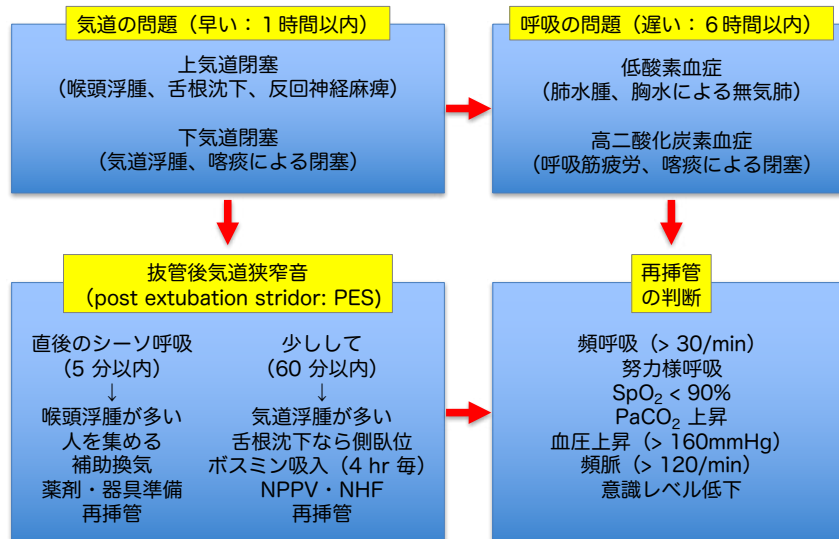 気道の問題（早い：１時間以内）
上気道閉塞
（喉頭浮腫、舌根沈下、反回神経麻痺）
下気道閉塞
（気道浮腫、喀痰による閉塞）
呼吸の問題（遅い：６時間以内）
低酸素血症
（肺水腫、胸水による無気肺）
高二酸化炭素血症
（呼吸筋疲労、喀痰による閉塞）
抜管後気道狭窄音
（post extubation stridor: PES）
直後のシーソ呼吸
（5 分以内）
↓
喉頭浮腫が多い
人を集める
補助換気
薬剤・器具準備
再挿管
少しして
（60 分以内）
↓
気道浮腫が多い
舌根沈下なら側臥位
ボスミン吸入（4 hr 毎）
NPPV・NHF
再挿管
再挿管
の判断
頻呼吸（> 30/min）
努力様呼吸
SpO₂ < 90%
PaCO₂ 上昇
血圧上昇（> 160mmHg）
頻脈（> 120/min）
意識レベル低下